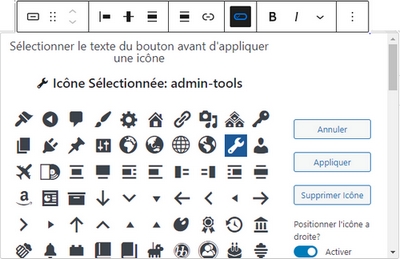 B I
Sélectionner le texte du bouton avant d'appliquer
une icône
Icône Sélectionnée: admin-tools
Annuler
Appliquer
Supprimer Icône
Positionner l'icône a
droite?
Activer